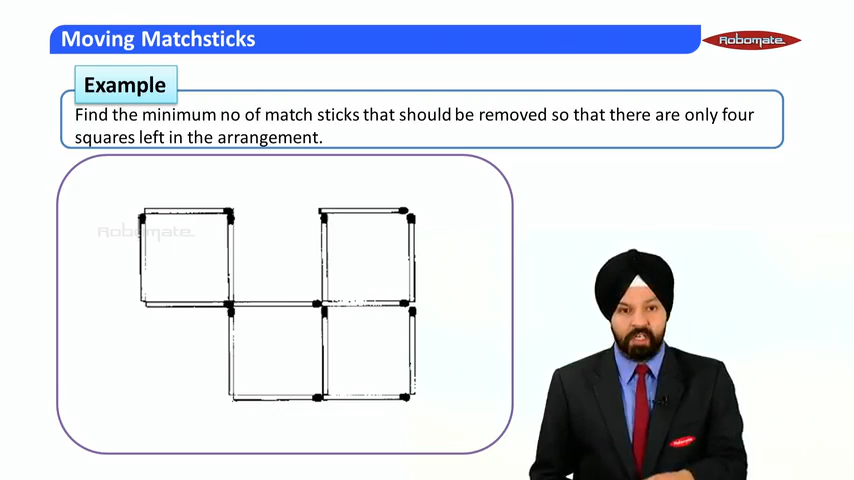 Moving Matchsticks
Robomate
Example
Find the minimum no of match sticks that should be removed so that there are only four
squares left in the arrangement.
Robomate